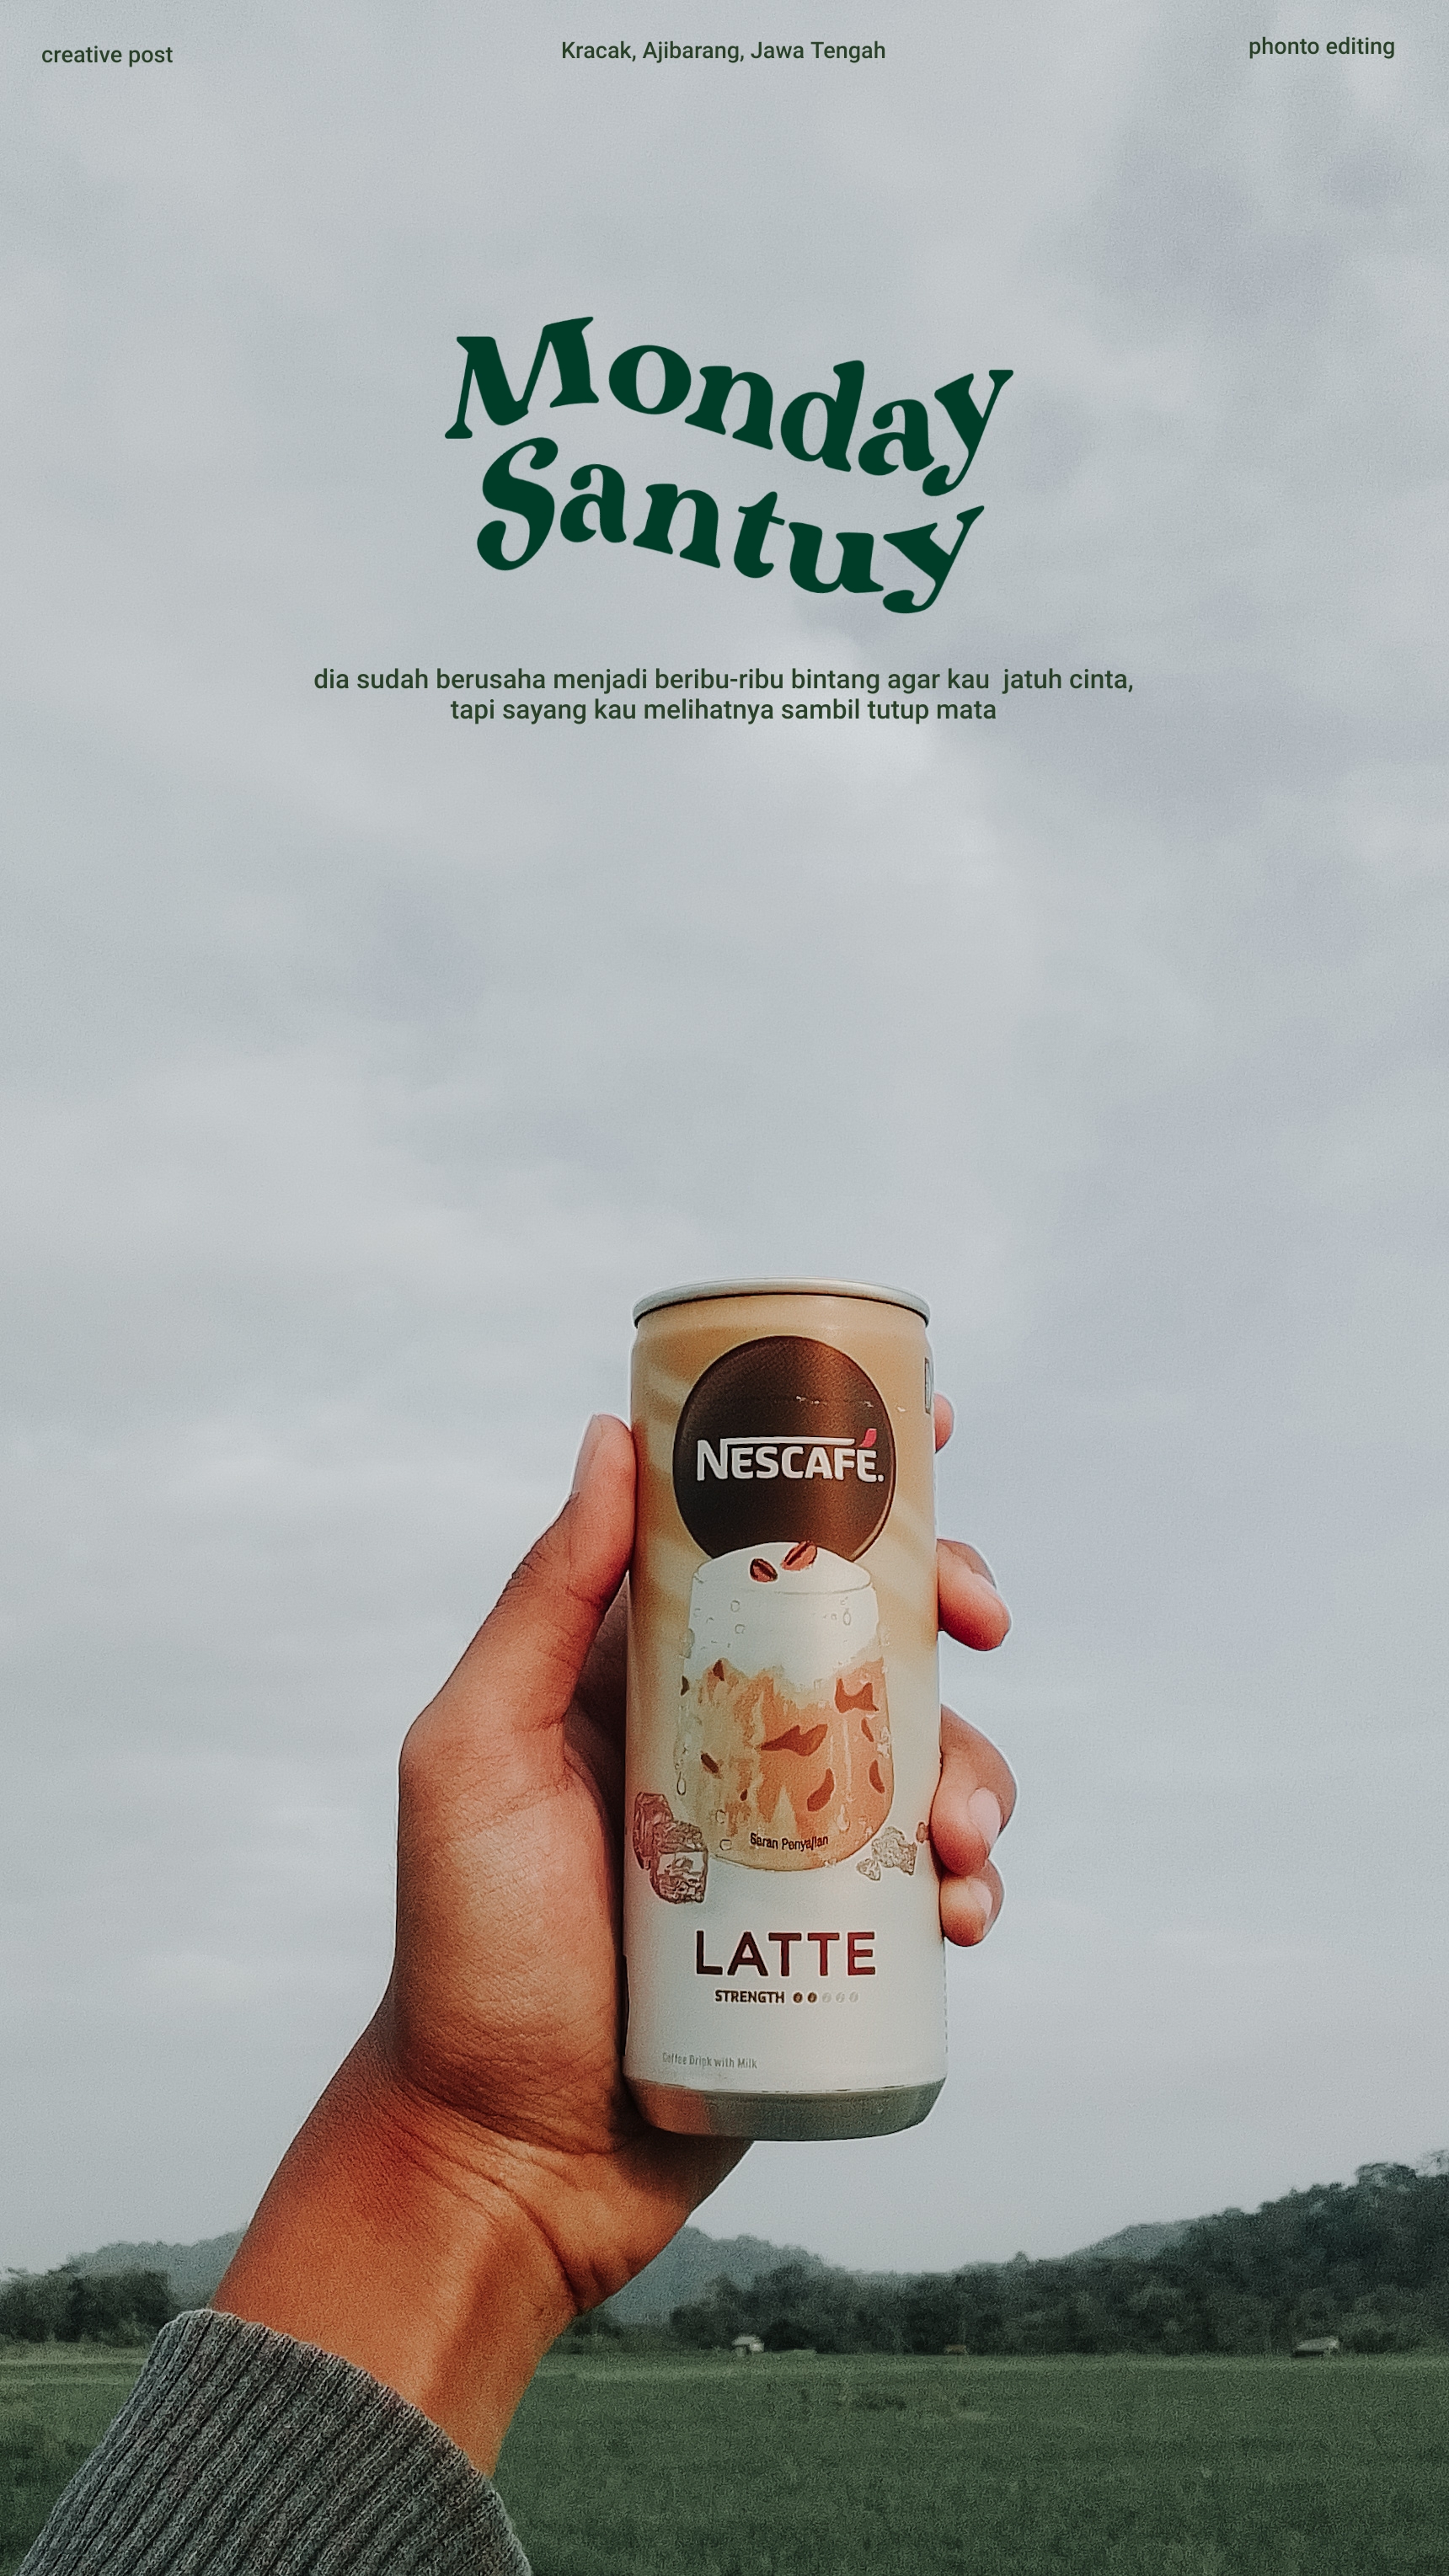 creative post
Kracak, Ajibarang, Jawa Tengah
phonto editing
Monday
Santuy
dia sudah berusaha menjadi beribu-ribu bintang agar kau jatuh cinta,
tapi sayang kau melihatnya sambil tutup mata
NESCAFÉ.
Saran Penyajian
LATTE
STRENGTH
Coffee Drink with Milk